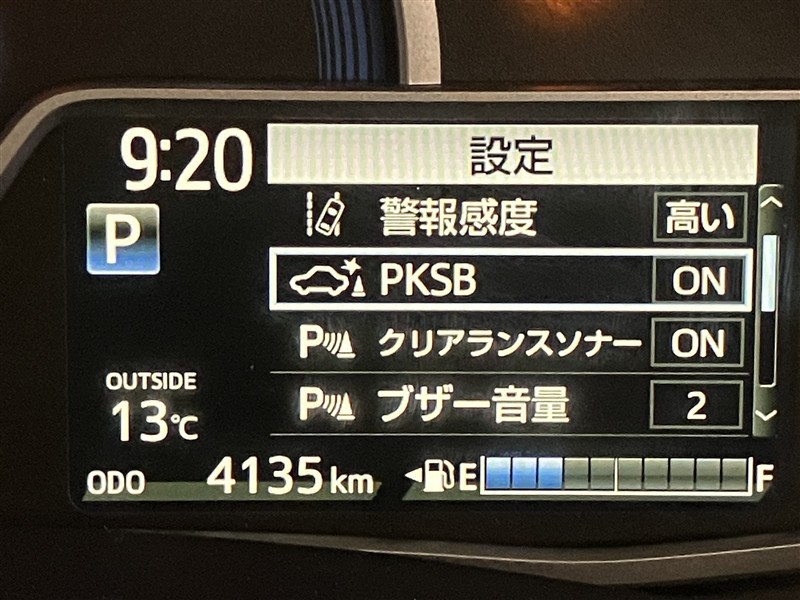 9:20
設定
P
警報感度 高い
PKSB ON
P クリアランスソナー ON
P ブザー音量 2
OUTSIDE
13℃
ODO 4135km
E F